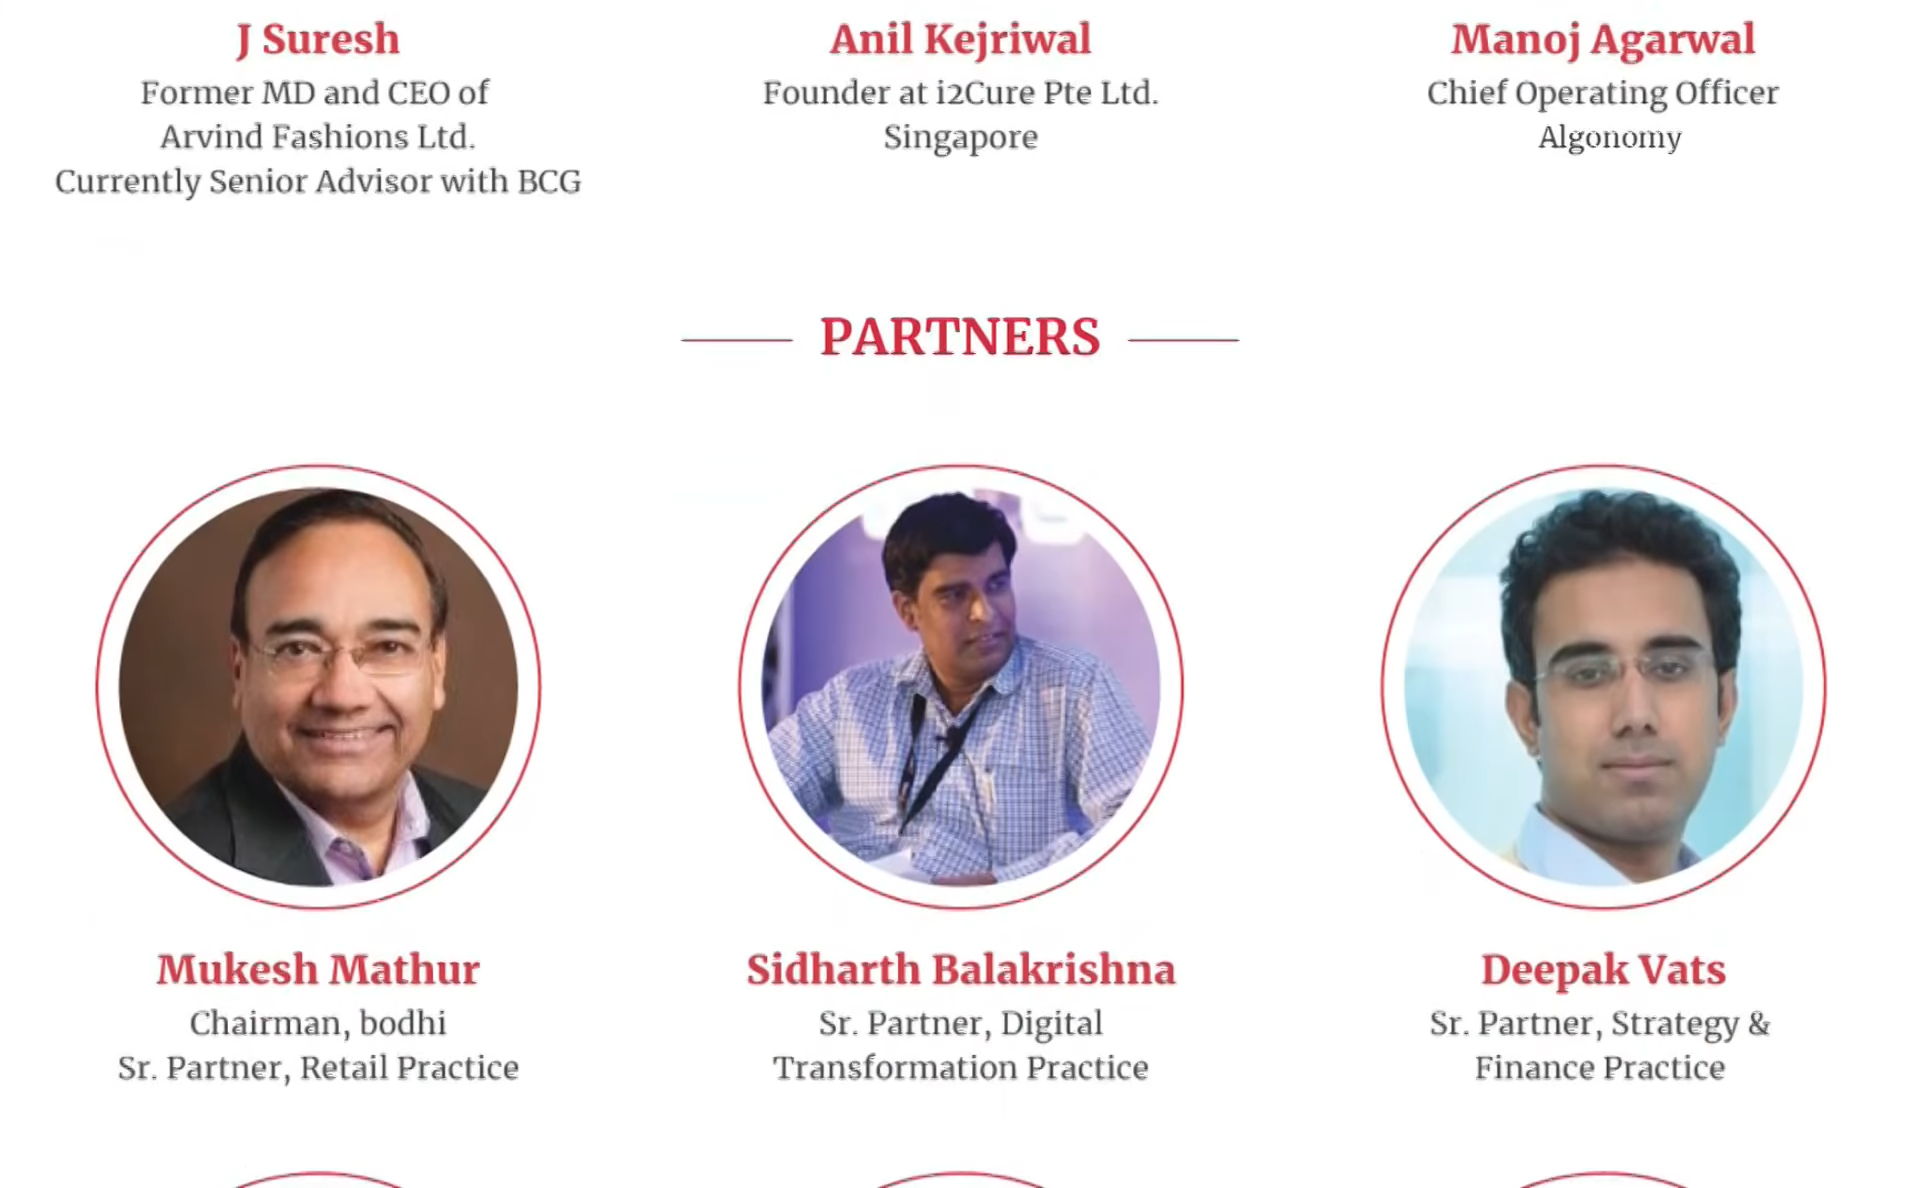 J Suresh
Former MD and CEO of
Arvind Fashions Ltd.
Currently Senior Advisor with BCG
Anil Kejriwal
Founder at i2Cure Pte Ltd.
Singapore
Manoj Agarwal
Chief Operating Officer
Algonomy
PARTNERS
Mukesh Mathur
Chairman, bodhi
Sr. Partner, Retail Practice
Sidharth Balakrishna
Sr. Partner, Digital
Transformation Practice
Deepak Vats
Sr. Partner, Strategy &
Finance Practice